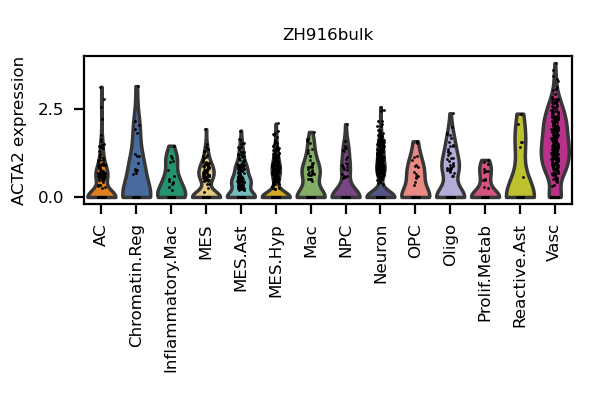 ZH916bulk
ACTA2 expression
2.5
0.0
AC
Chromatin.Reg
Inflammatory.Mac
MES
MES.Ast
MES.Hyp
Mac
NPC
Neuron
OPC
Oligo
Prolif.Metab
Reactive.Ast
Vasc